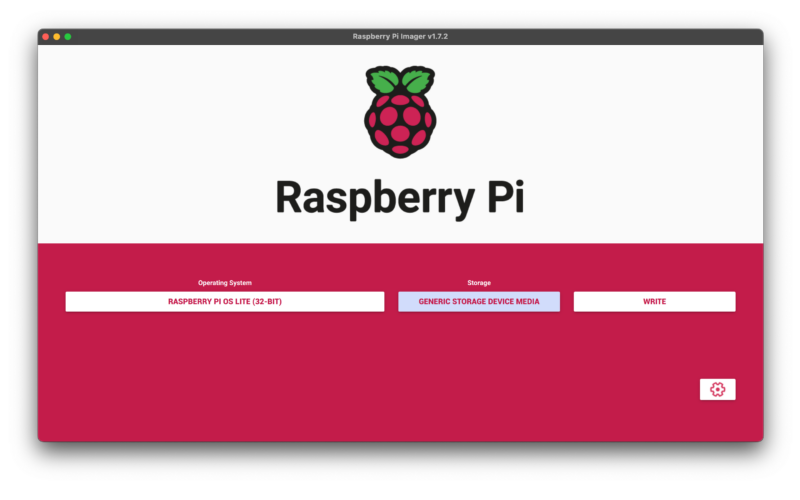 Raspberry Pi Imager v1.7.2
Raspberry Pi
Operating System
Storage
RASPBERRY PI OS LITE (32-BIT)
GENERIC STORAGE DEVICE MEDIA
WRITE